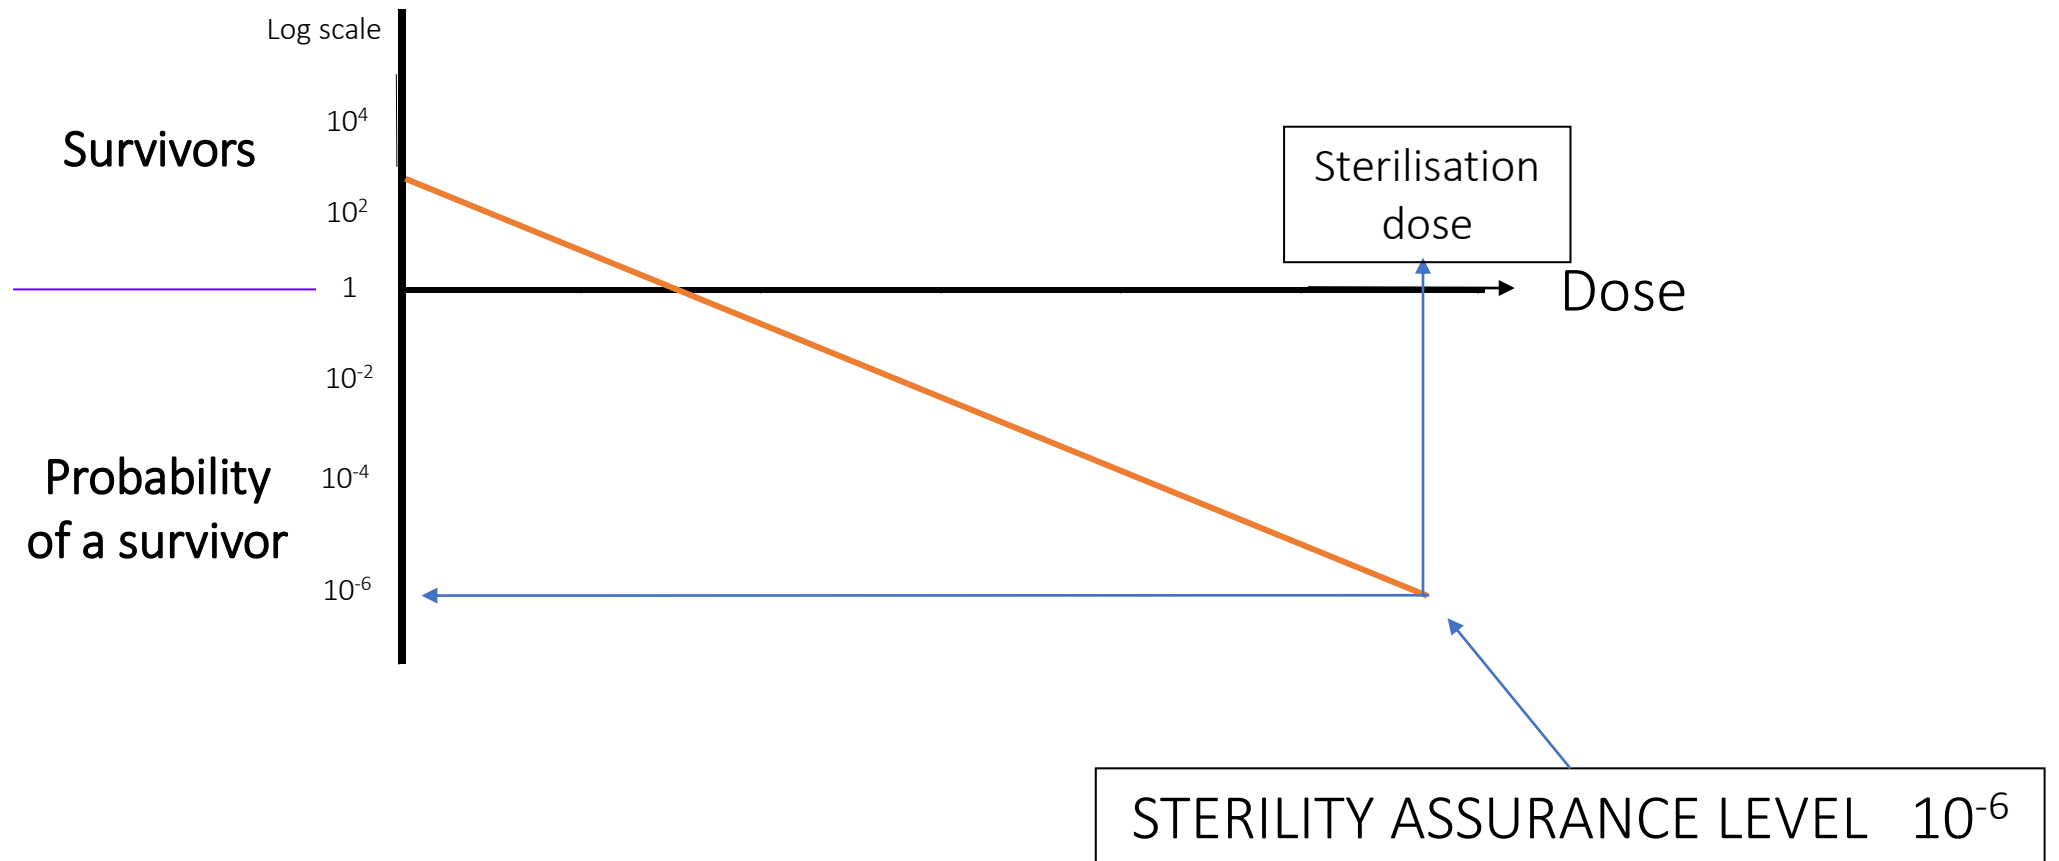 Log scale
10⁴
Survivors
10²
Sterilisation
dose
1
Dose
10⁻²
Probability
of a survivor
10⁻⁴
10⁻⁶
STERILITY ASSURANCE LEVEL 10⁻⁶